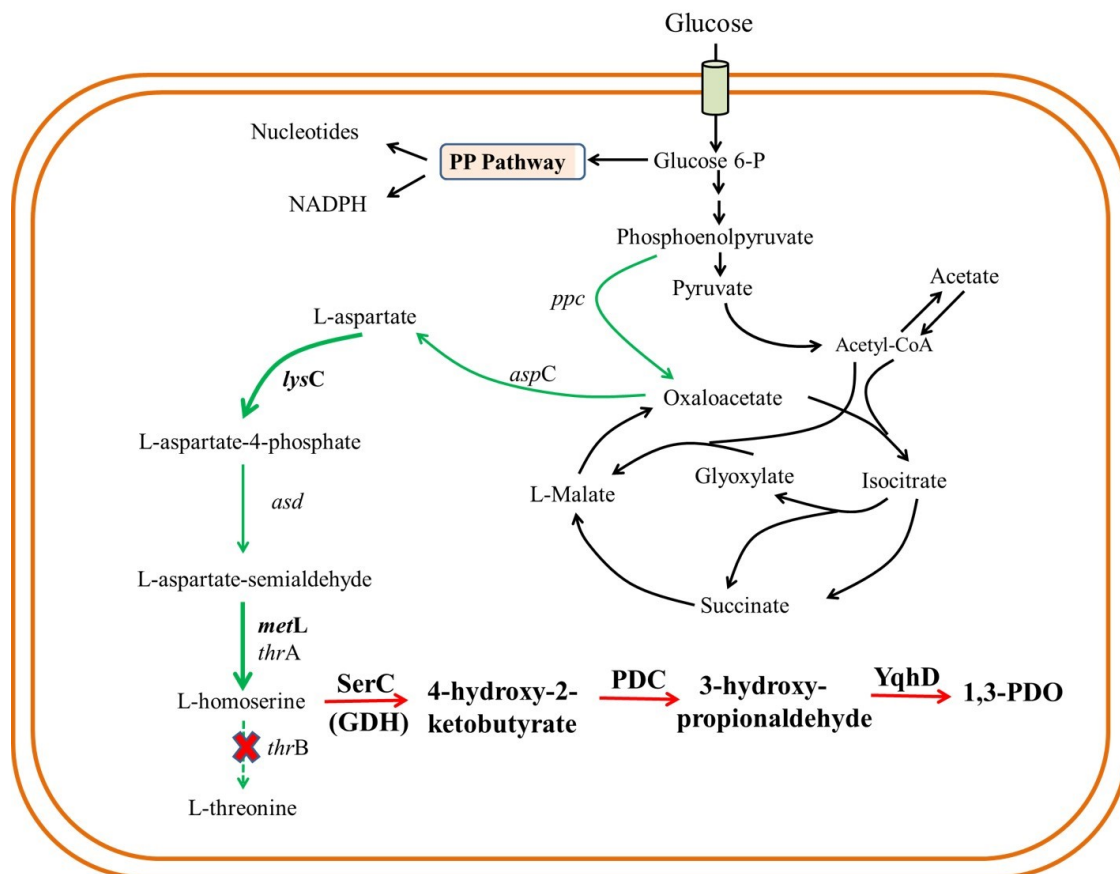 Glucose
Nucleotides
PP Pathway
Glucose 6-P
NADPH
Phosphoenolpyruvate
Pyruvate
Acetate
ppc
L-aspartate
Acetyl-CoA
lysC
aspC
Oxaloacetate
L-aspartate-4-phosphate
Glyoxylate
Isocitrate
L-Malate
asd
L-aspartate-semialdehyde
Succinate
metL
thrA
L-homoserine
SerC
(GDH)
4-hydroxy-2-
ketobutyrate
PDC
3-hydroxy-
propionaldehyde
YqhD
1,3-PDO
thrB
L-threonine